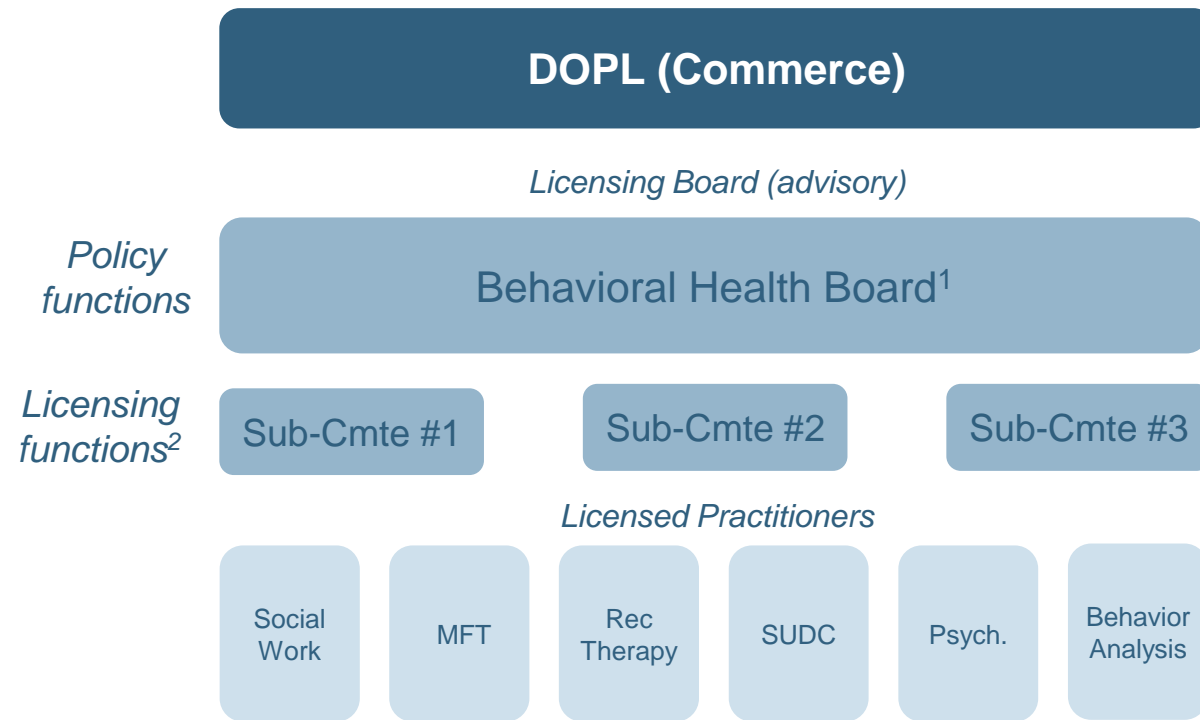 DOPL (Commerce)
Licensing Board (advisory)
Policy
functions
Behavioral Health Board¹
Licensing
functions²
Sub-Cmte #1
Sub-Cmte #2
Sub-Cmte #3
Licensed Practitioners
Social
Work
MFT
Rec
Therapy
SUDC
Psych.
Behavior
Analysis